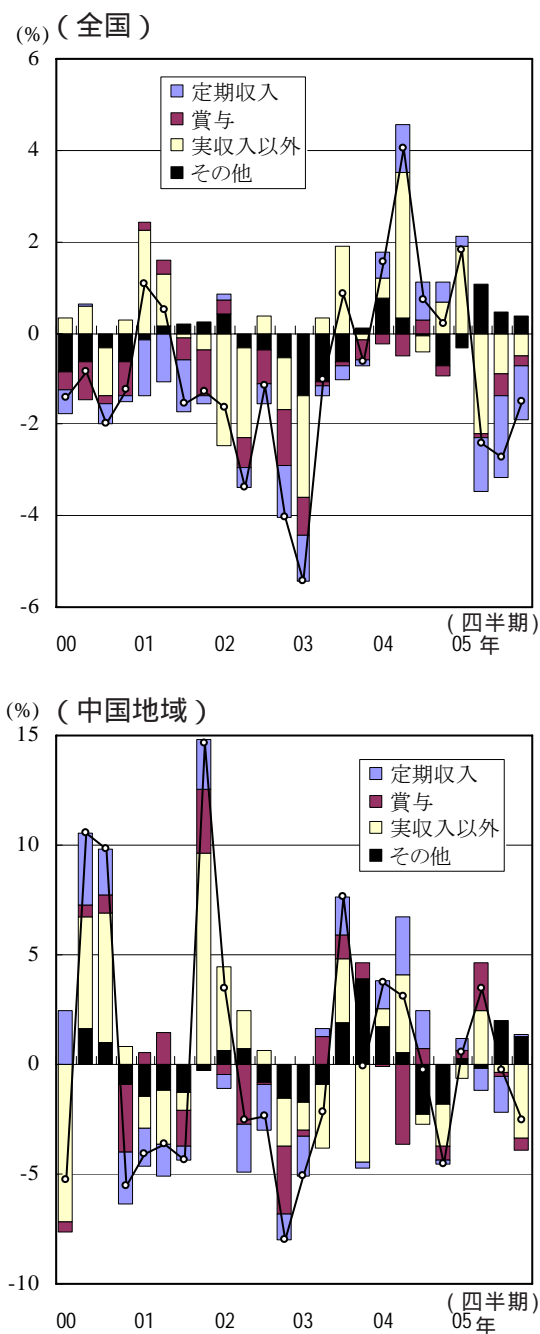 (%)（全国）
6
定期収入
賞与
実収入以外
その他
4
2
0
-2
-4
-6
(四半期)
00 01 02 03 04 05 年
(%)（中国地域）
15
定期収入
賞与
実収入以外
その他
10
5
0
-5
-10
(四半期)
00 01 02 03 04 05 年